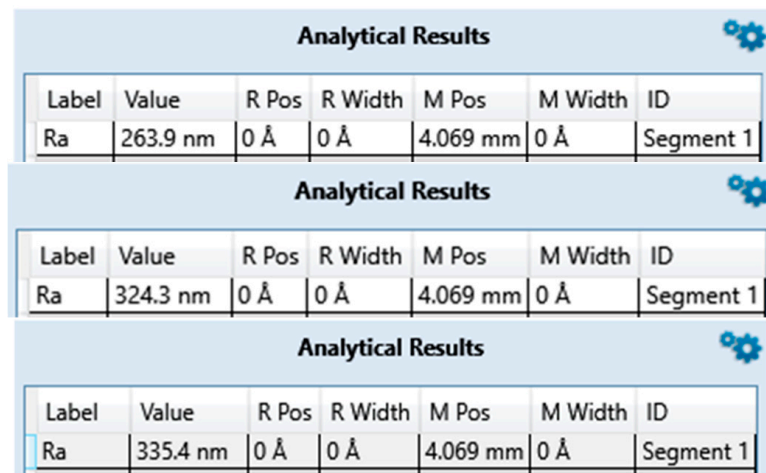 Analytical Results
Label Value R Pos R Width M Pos M Width ID
Ra 263.9 nm 0 Å 0 Å 4.069 mm 0 Å Segment 1
Analytical Results
Label Value R Pos R Width M Pos M Width ID
Ra 324.3 nm 0 Å 0 Å 4.069 mm 0 Å Segment 1
Analytical Results
Label Value R Pos R Width M Pos M Width ID
Ra 335.4 nm 0 Å 0 Å 4.069 mm 0 Å Segment 1